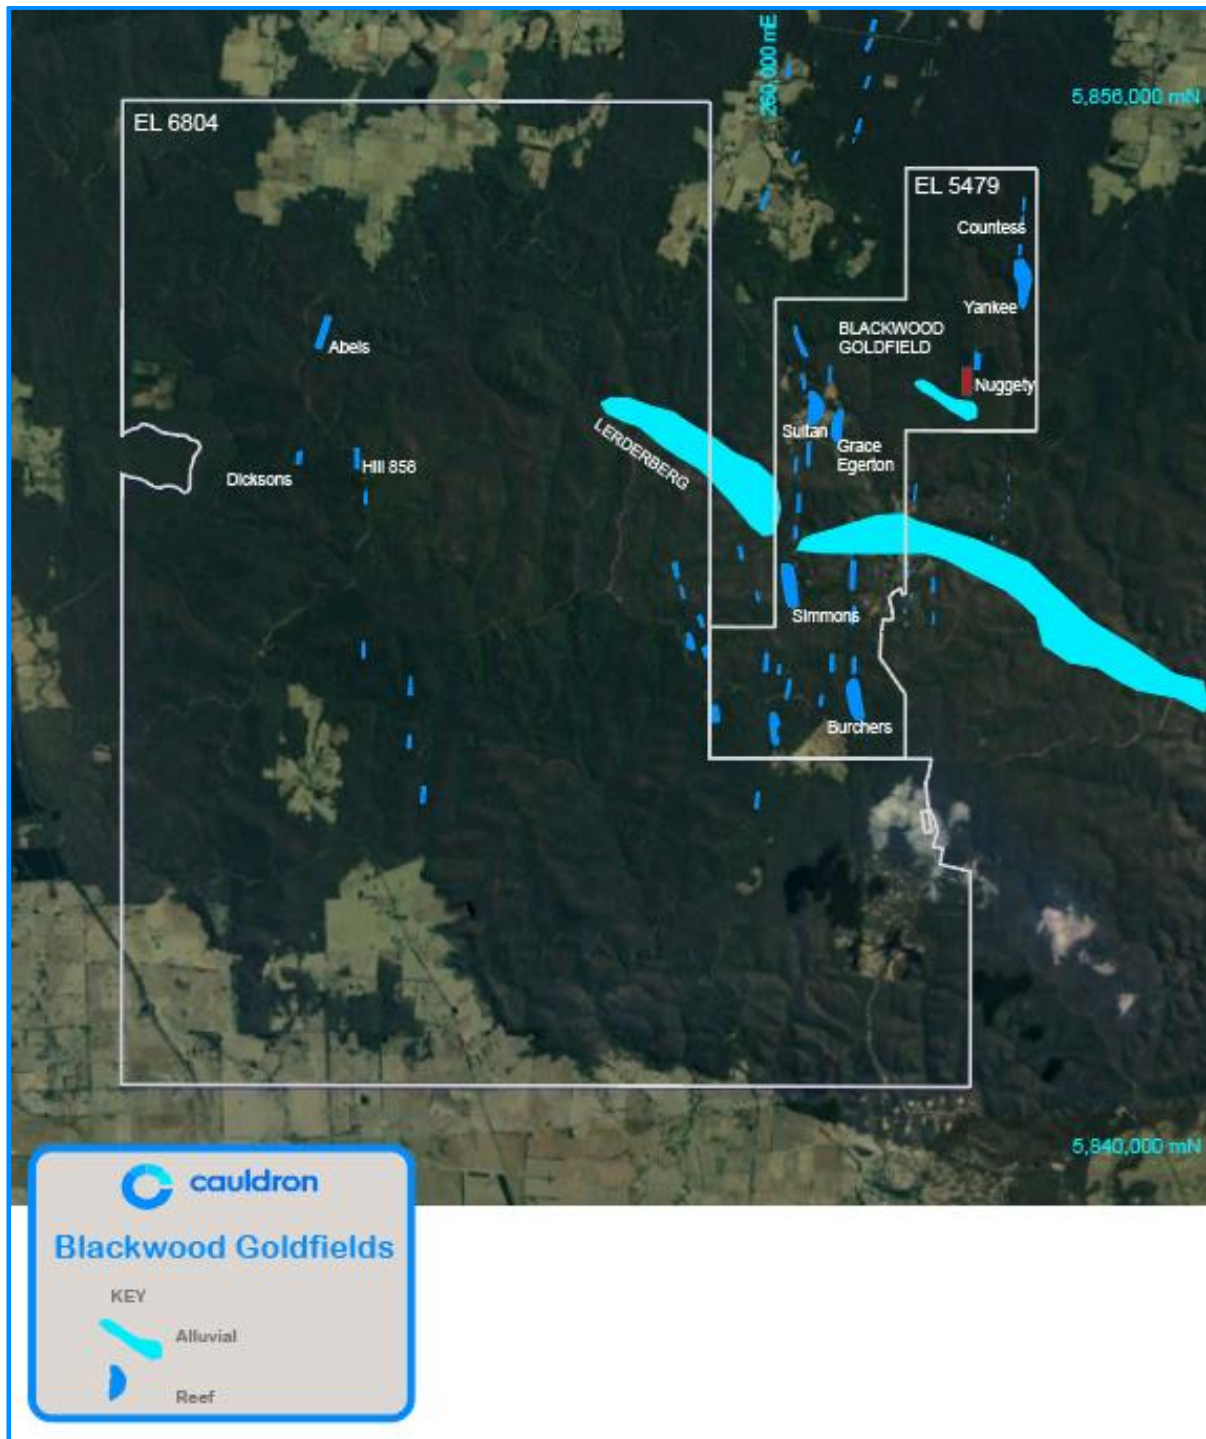 260,000 mE
5,856,000 mN
EL 6804
EL 5479
Countess
Yankee
BLACKWOOD
GOLDFIELD
Abels
Nuggety
LERDERBERG
Sultan
Grace
Egerton
Dicksons
Hill 858
Simmons
Burchers
5,840,000 mN
cauldron
Blackwood Goldfields
KEY
Alluvial
Reef